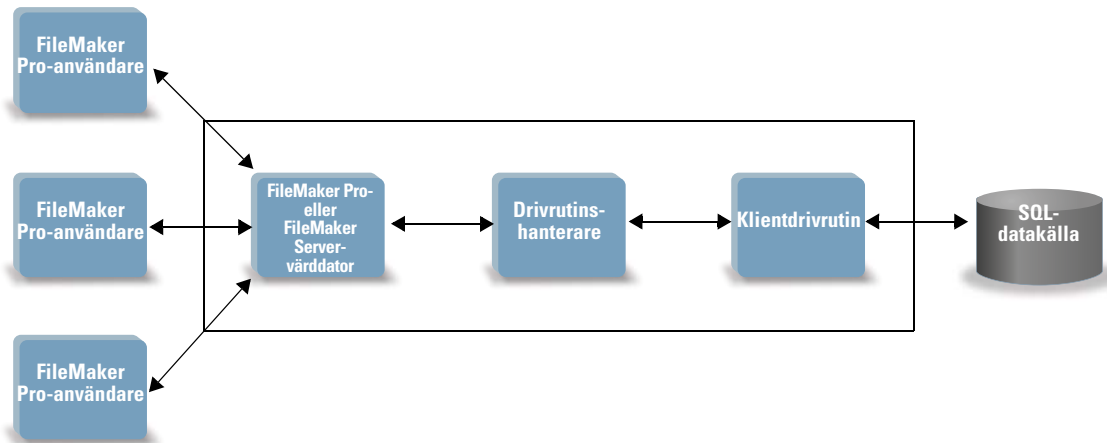 FileMaker
Pro-användare
FileMaker
Pro-användare
FileMaker Pro-
eller
FileMaker
Server-
värddator
Drivrutins-
hanterare
Klientdrivrutin
SQL-
datakälla
FileMaker
Pro-användare